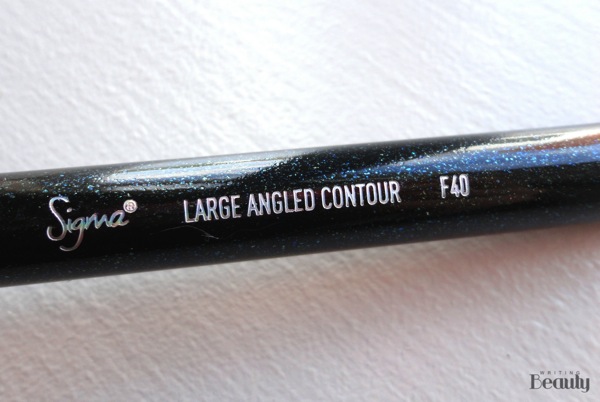 Sigma® LARGE ANGLED CONTOUR F40
WRITING
Beauty